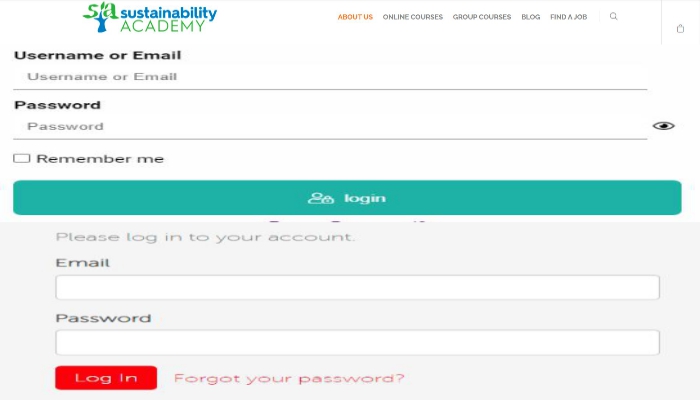 sa sustainability
ACADEMY
ABOUT US ONLINE COURSES GROUP COURSES BLOG FIND A JOB
Username or Email
Username or Email
Password
Password
Remember me
login
Please log in to your account.
Email
Password
Log In Forgot your password?